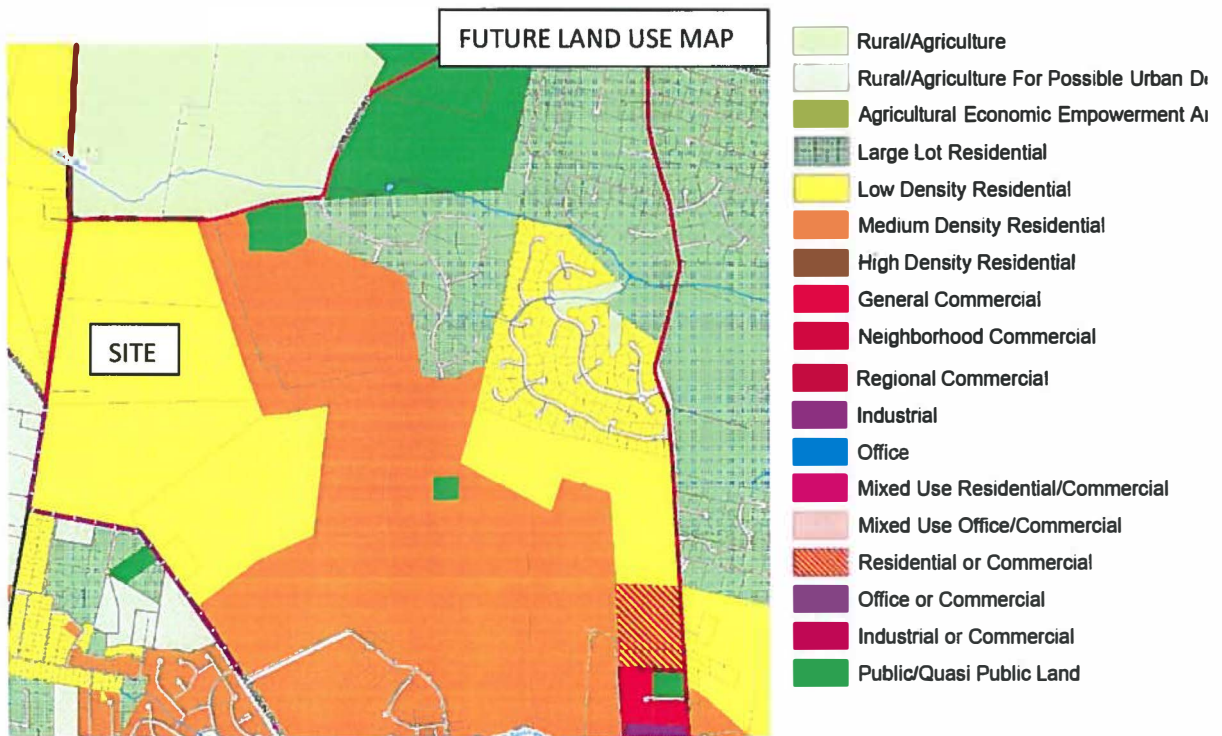 FUTURE LAND USE MAP
SITE
Rural/Agriculture
Rural/Agriculture For Possible Urban De
Agricultural Economic Empowerment Ar
Large Lot Residential
Low Density Residential
Medium Density Residential
High Density Residential
General Commercial
Neighborhood Commercial
Regional Commercial
Industrial
Office
Mixed Use Residential/Commercial
Mixed Use Office/Commercial
Residential or Commercial
Office or Commercial
Industrial or Commercial
Public/Quasi Public Land